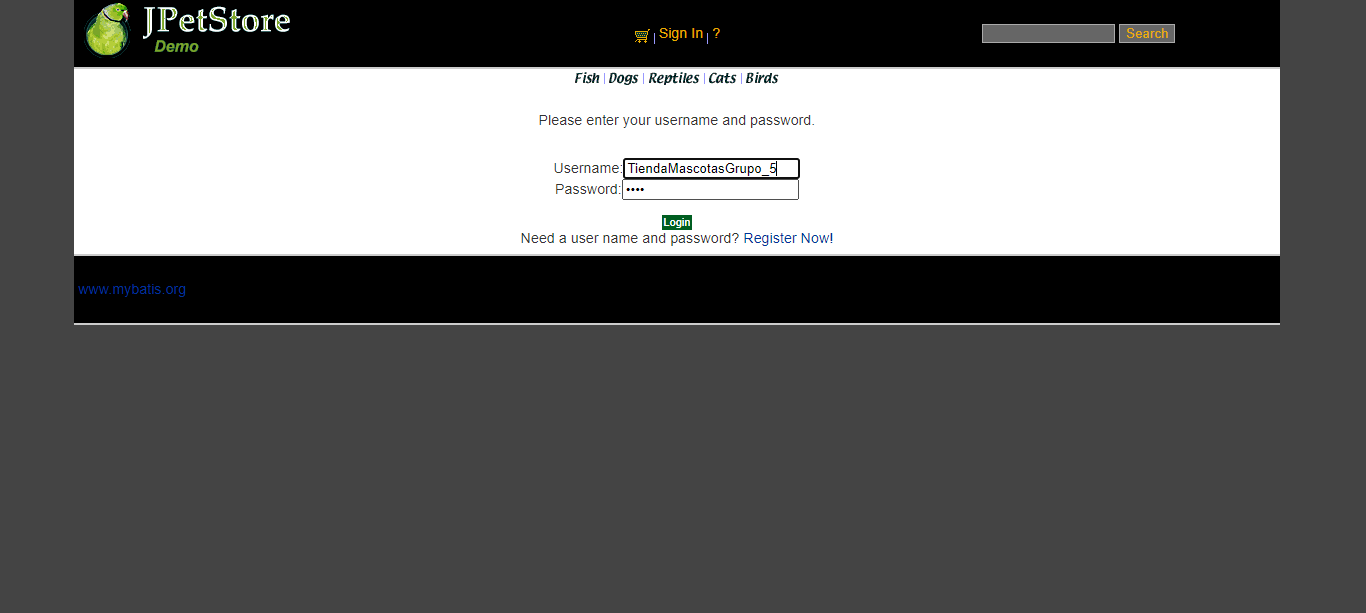 JPetStore
Demo
Sign In | ?
Search
Fish | Dogs | Reptiles | Cats | Birds
Please enter your username and password.
Username: TiendaMascotasGrupo_5
Password: ••••
Login
Need a user name and password? Register Now!
www.mybatis.org